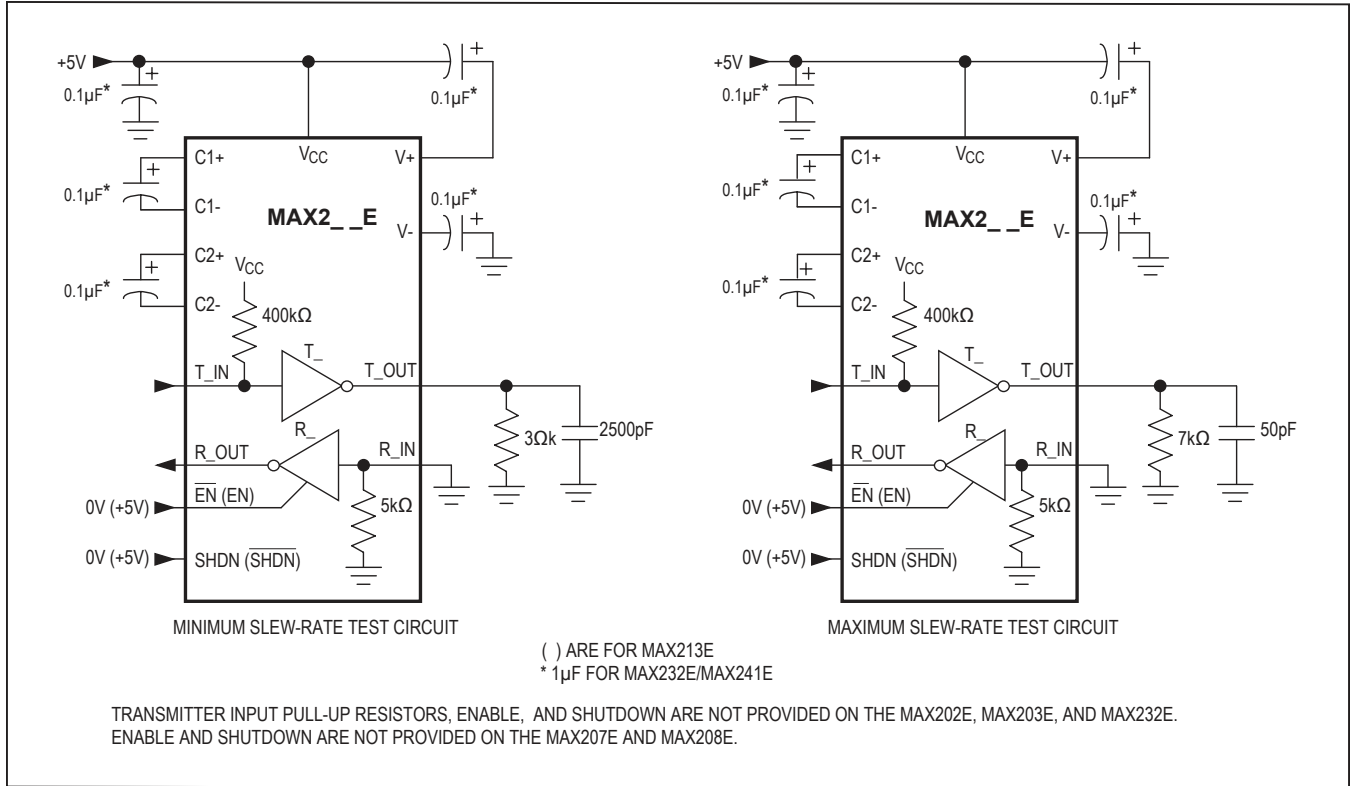 +5V
+
0.1µF*
+
0.1µF*
C1+
VCC
V+
+
0.1µF*
C1-
MAX2_ _E
0.1µF*
+
V-
C2+
+
0.1µF*
C2-
VCC
400kΩ
T_
T_IN
T_OUT
3Ωk
2500pF
R_
R_OUT
R_IN
0V (+5V)
E̅N̅ (EN)
5kΩ
0V (+5V)
SHDN (S̅H̅D̅N̅)
MINIMUM SLEW-RATE TEST CIRCUIT
+5V
+
0.1µF*
+
0.1µF*
C1+
VCC
V+
+
0.1µF*
C1-
MAX2_ _E
0.1µF*
+
V-
C2+
+
0.1µF*
C2-
VCC
400kΩ
T_
T_IN
T_OUT
7kΩ
50pF
R_
R_OUT
R_IN
0V (+5V)
E̅N̅ (EN)
5kΩ
0V (+5V)
SHDN (S̅H̅D̅N̅)
MAXIMUM SLEW-RATE TEST CIRCUIT
( ) ARE FOR MAX213E
* 1µF FOR MAX232E/MAX241E
TRANSMITTER INPUT PULL-UP RESISTORS, ENABLE, AND SHUTDOWN ARE NOT PROVIDED ON THE MAX202E, MAX203E, AND MAX232E.
ENABLE AND SHUTDOWN ARE NOT PROVIDED ON THE MAX207E AND MAX208E.